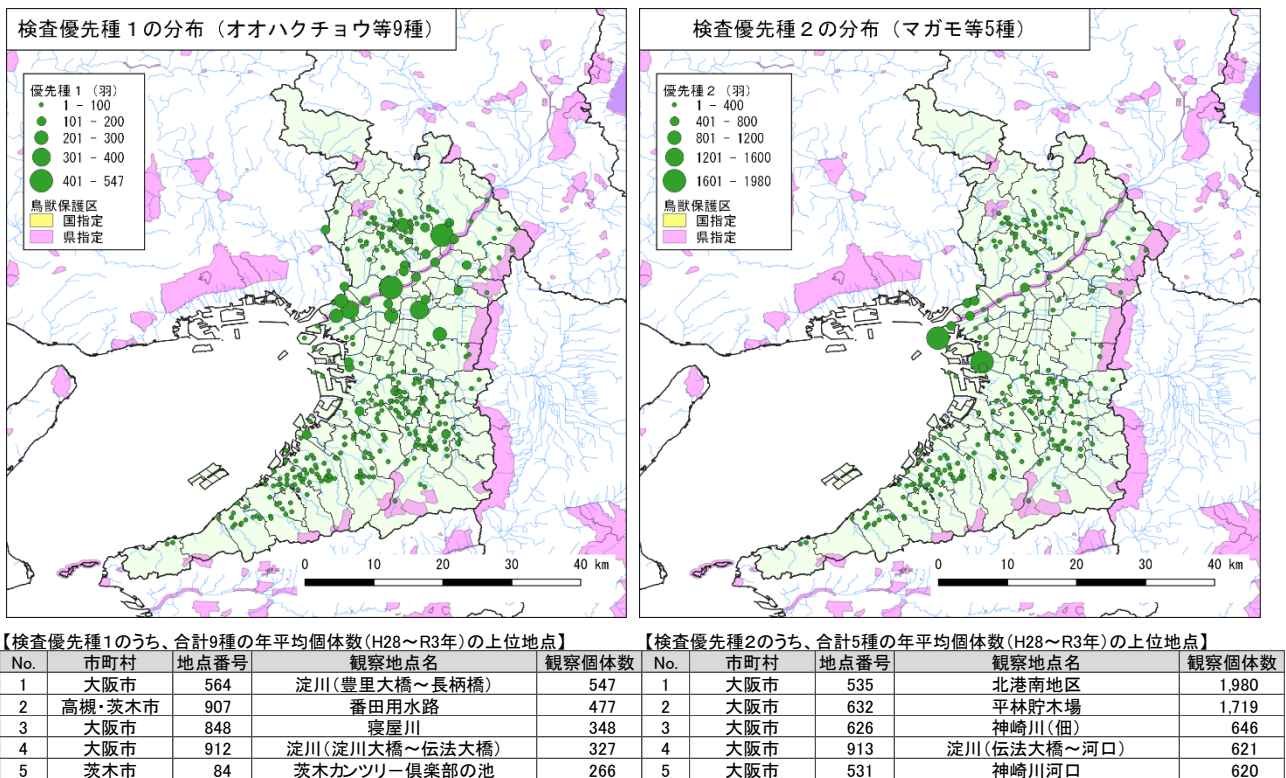 検査優先種１の分布（オオハクチョウ等9種）
優先種１（羽）
1 - 100
101 - 200
201 - 300
301 - 400
401 - 547
鳥獣保護区
国指定
県指定
0 10 20 30 40 km
検査優先種２の分布（マガモ等5種）
優先種２（羽）
1 - 400
401 - 800
801 - 1200
1201 - 1600
1601 - 1980
鳥獣保護区
国指定
県指定
0 10 20 30 40 km
【検査優先種1のうち、合計9種の年平均個体数(H28～R3年)の上位地点】
No. 市町村 地点番号 観察地点名 観察個体数
1 大阪市 564 淀川(豊里大橋～長柄橋) 547
2 高槻・茨木市 907 番田用水路 477
3 大阪市 848 寝屋川 348
4 大阪市 912 淀川(淀川大橋～伝法大橋) 327
5 茨木市 84 茨木カンツリー倶楽部の池 266
【検査優先種2のうち、合計5種の年平均個体数(H28～R3年)の上位地点】
No. 市町村 地点番号 観察地点名 観察個体数
1 大阪市 535 北港南地区 1,980
2 大阪市 632 平林貯木場 1,719
3 大阪市 626 神崎川(佃) 646
4 大阪市 913 淀川(伝法大橋～河口) 621
5 大阪市 531 神崎川河口 620